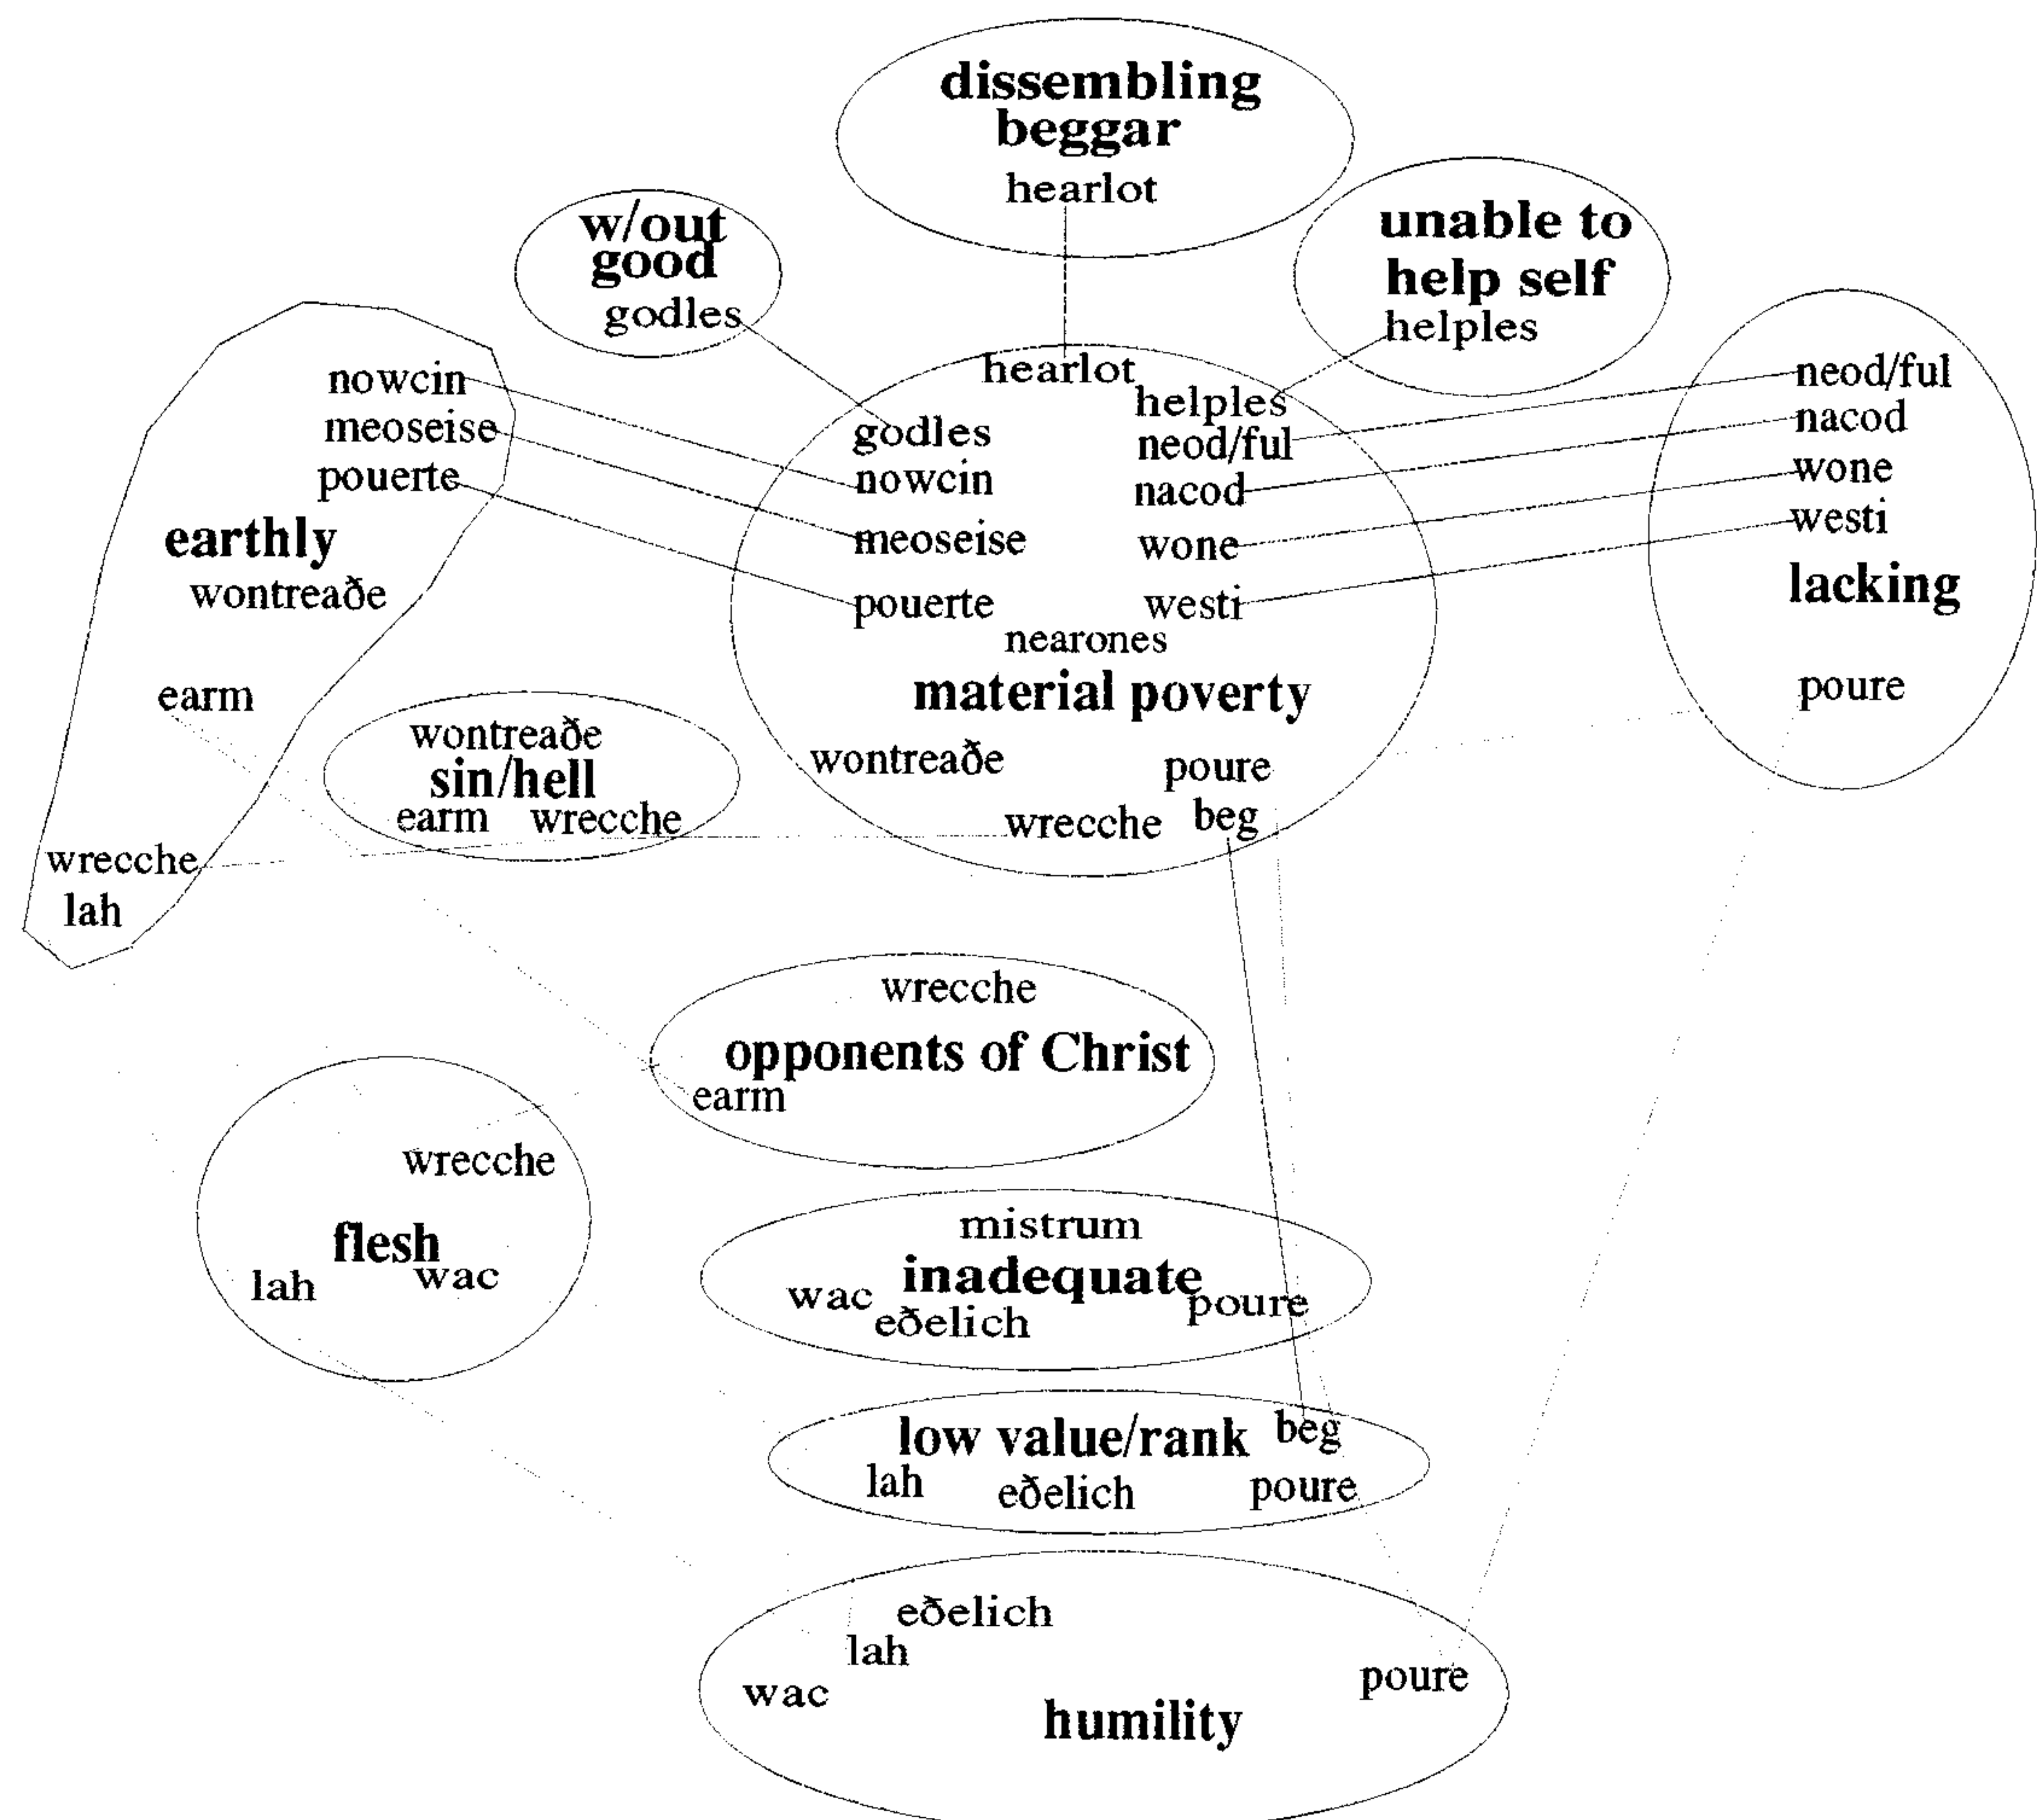 dissembling
beggar
hearlot
w/out
good
godles
unable to
help self
helples
nowcin
meoseise
pouerte
earthly
wontreaðe
earm
wrecche
lah
hearlot
helples
godles
neod/ful
nowcin
nacod
meoseise
wone
pouerte
westi
nearones
material poverty
wontreaðe
poure
wrecche
beg
neod/ful
nacod
wone
westi
lacking
poure
wontreaðe
sin/hell
earm wrecche
wrecche
opponents of Christ
earm
wrecche
flesh
lah
wac
mistrum
inadequate
wac
poure
eðelich
low value/rank
beg
lah
eðelich
poure
eðelich
lah
wac
poure
humility